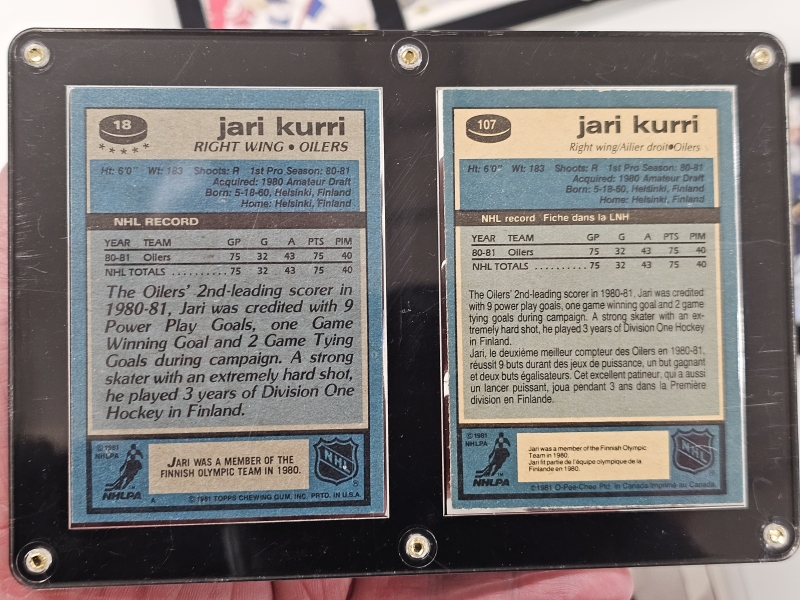 18
jari kurri
RIGHT WING • OILERS
Ht: 6'0" Wt: 183 Shoots: R 1st Pro Season: 80-81
Acquired: 1980 Amateur Draft
Born: 5-18-60, Helsinki, Finland
Home: Helsinki, Finland
NHL RECORD
YEAR TEAM GP G A PTS PIM
80-81 Oilers 75 32 43 75 40
NHL TOTALS .......... 75 32 43 75 40
The Oilers' 2nd-leading scorer in
1980-81, Jari was credited with 9
Power Play Goals, one Game
Winning Goal and 2 Game Tying
Goals during campaign. A strong
skater with an extremely hard shot,
he played 3 years of Division One
Hockey in Finland.
© 1981
NHLPA
NHLPA
A
JARI WAS A MEMBER OF THE
FINNISH OLYMPIC TEAM IN 1980.
NHL
®
© 1981 TOPPS CHEWING GUM, INC. PRTD. IN U.S.A.
107
jari kurri
Right wing/Ailier droit•Oilers
Ht: 6'0" Wt: 183 Shoots: R 1st Pro Season: 80-81
Acquired: 1980 Amateur Draft
Born: 5-18-60, Helsinki, Finland
Home: Helsinki, Finland
NHL record Fiche dans la LNH
YEAR TEAM GP G A PTS PIM
80-81 Oilers 75 32 43 75 40
NHL TOTALS .......... 75 32 43 75 40
The Oilers' 2nd-leading scorer in 1980-81, Jari was credited
with 9 power play goals, one game winning goal and 2 game
tying goals during campaign. A strong skater with an ex-
tremely hard shot, he played 3 years of Division One Hockey
in Finland.
Jari, le deuxième meilleur compteur des Oilers en 1980-81,
réussit 9 buts durant des jeux de puissance, un but gagnant
et deux buts égalisateurs. Cet excellent patineur, qui a aussi
un lancer puissant, joua pendant 3 ans dans la Première
division en Finlande.
© 1981
NHLPA
NHLPA
Jari was a member of the Finnish Olympic
Team in 1980.
Jari fit partie de l'équipe olympique de la
Finlande en 1980.
NHL
®
© 1981 O-Pee-Chee Ptd. in Canada Imprimé au Canada